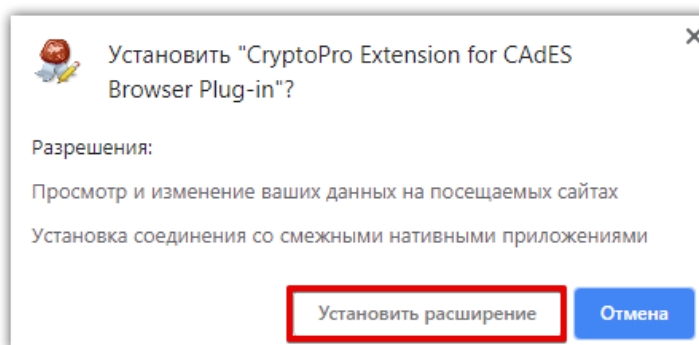 Установить "CryptoPro Extension for CAdES
Browser Plug-in"?
Разрешения:
Просмотр и изменение ваших данных на посещаемых сайтах
Установка соединения со смежными нативными приложениями
Установить расширение
Отмена